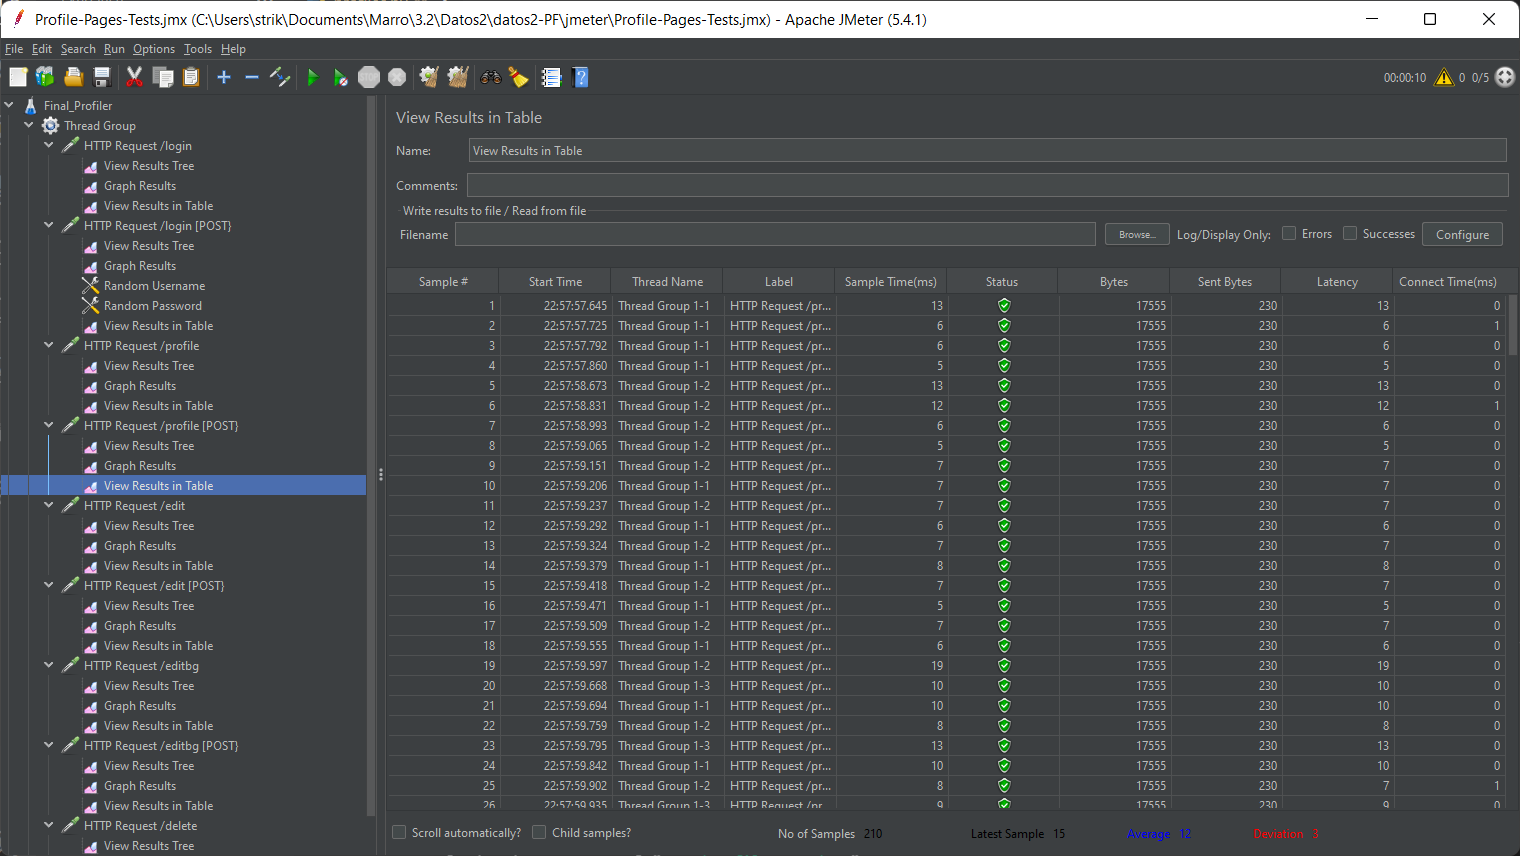 Profile-Pages-Tests.jmx (C:\Users\strik\Documents\Marro\3.2\Datos2\datos2-PF\jmeter\Profile-Pages-Tests.jmx) - Apache JMeter (5.4.1)
File Edit Search Run Options Tools Help
STOP
00:00:10 0 0/5
Final_Profiler
Thread Group
HTTP Request /login
View Results Tree
Graph Results
View Results in Table
HTTP Request /login [POST]
View Results Tree
Graph Results
Random Username
Random Password
View Results in Table
HTTP Request /profile
View Results Tree
Graph Results
View Results in Table
HTTP Request /profile [POST]
View Results Tree
Graph Results
View Results in Table
HTTP Request /edit
View Results Tree
Graph Results
View Results in Table
HTTP Request /edit [POST]
View Results Tree
Graph Results
View Results in Table
HTTP Request /editbg
View Results Tree
Graph Results
View Results in Table
HTTP Request /editbg [POST]
View Results Tree
Graph Results
View Results in Table
HTTP Request /delete
View Results Tree
View Results in Table
Name: View Results in Table
Comments:
Write results to file / Read from file
Filename Browse... Log/Display Only: Errors Successes Configure
Sample # Start Time Thread Name Label Sample Time(ms) Status Bytes Sent Bytes Latency Connect Time(ms)
1 22:57:57.645 Thread Group 1-1 HTTP Request /pr... 13 17555 230 13 0
2 22:57:57.725 Thread Group 1-1 HTTP Request /pr... 6 17555 230 6 1
3 22:57:57.792 Thread Group 1-1 HTTP Request /pr... 6 17555 230 6 0
4 22:57:57.860 Thread Group 1-1 HTTP Request /pr... 5 17555 230 5 0
5 22:57:58.673 Thread Group 1-2 HTTP Request /pr... 13 17555 230 13 0
6 22:57:58.831 Thread Group 1-2 HTTP Request /pr... 12 17555 230 12 1
7 22:57:58.993 Thread Group 1-2 HTTP Request /pr... 6 17555 230 6 0
8 22:57:59.065 Thread Group 1-2 HTTP Request /pr... 5 17555 230 5 0
9 22:57:59.151 Thread Group 1-2 HTTP Request /pr... 7 17555 230 7 0
10 22:57:59.206 Thread Group 1-1 HTTP Request /pr... 7 17555 230 7 0
11 22:57:59.237 Thread Group 1-2 HTTP Request /pr... 7 17555 230 7 0
12 22:57:59.292 Thread Group 1-1 HTTP Request /pr... 6 17555 230 6 0
13 22:57:59.324 Thread Group 1-2 HTTP Request /pr... 7 17555 230 7 0
14 22:57:59.379 Thread Group 1-1 HTTP Request /pr... 8 17555 230 8 0
15 22:57:59.418 Thread Group 1-2 HTTP Request /pr... 7 17555 230 7 0
16 22:57:59.471 Thread Group 1-1 HTTP Request /pr... 5 17555 230 5 0
17 22:57:59.509 Thread Group 1-2 HTTP Request /pr... 7 17555 230 7 0
18 22:57:59.555 Thread Group 1-1 HTTP Request /pr... 6 17555 230 6 0
19 22:57:59.597 Thread Group 1-2 HTTP Request /pr... 19 17555 230 19 0
20 22:57:59.668 Thread Group 1-3 HTTP Request /pr... 10 17555 230 10 0
21 22:57:59.694 Thread Group 1-1 HTTP Request /pr... 10 17555 230 10 0
22 22:57:59.759 Thread Group 1-2 HTTP Request /pr... 8 17555 230 8 0
23 22:57:59.795 Thread Group 1-3 HTTP Request /pr... 13 17555 230 13 0
24 22:57:59.842 Thread Group 1-1 HTTP Request /pr... 10 17555 230 10 0
25 22:57:59.902 Thread Group 1-2 HTTP Request /pr... 8 17555 230 7 1
26 22:57:59.935 Thread Group 1-3 HTTP Request /pr... 9 17555 230 9 0
Scroll automatically? Child samples? No of Samples 210 Latest Sample 15 Average 12 Deviation 3